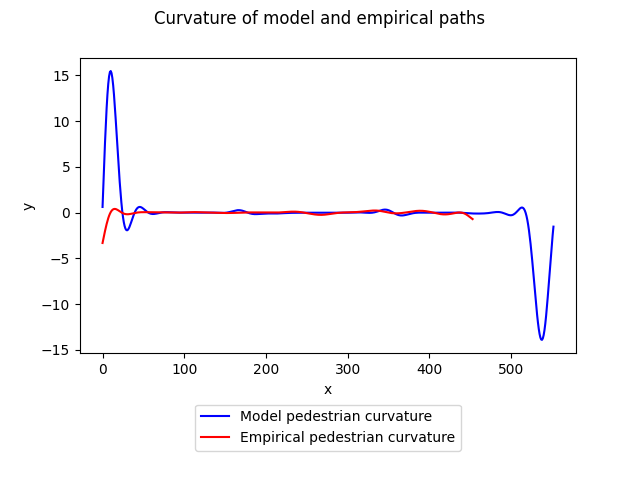 Curvature of model and empirical paths
15
10
5
0
−5
−10
−15
y
0 100 200 300 400 500
x
Model pedestrian curvature
Empirical pedestrian curvature